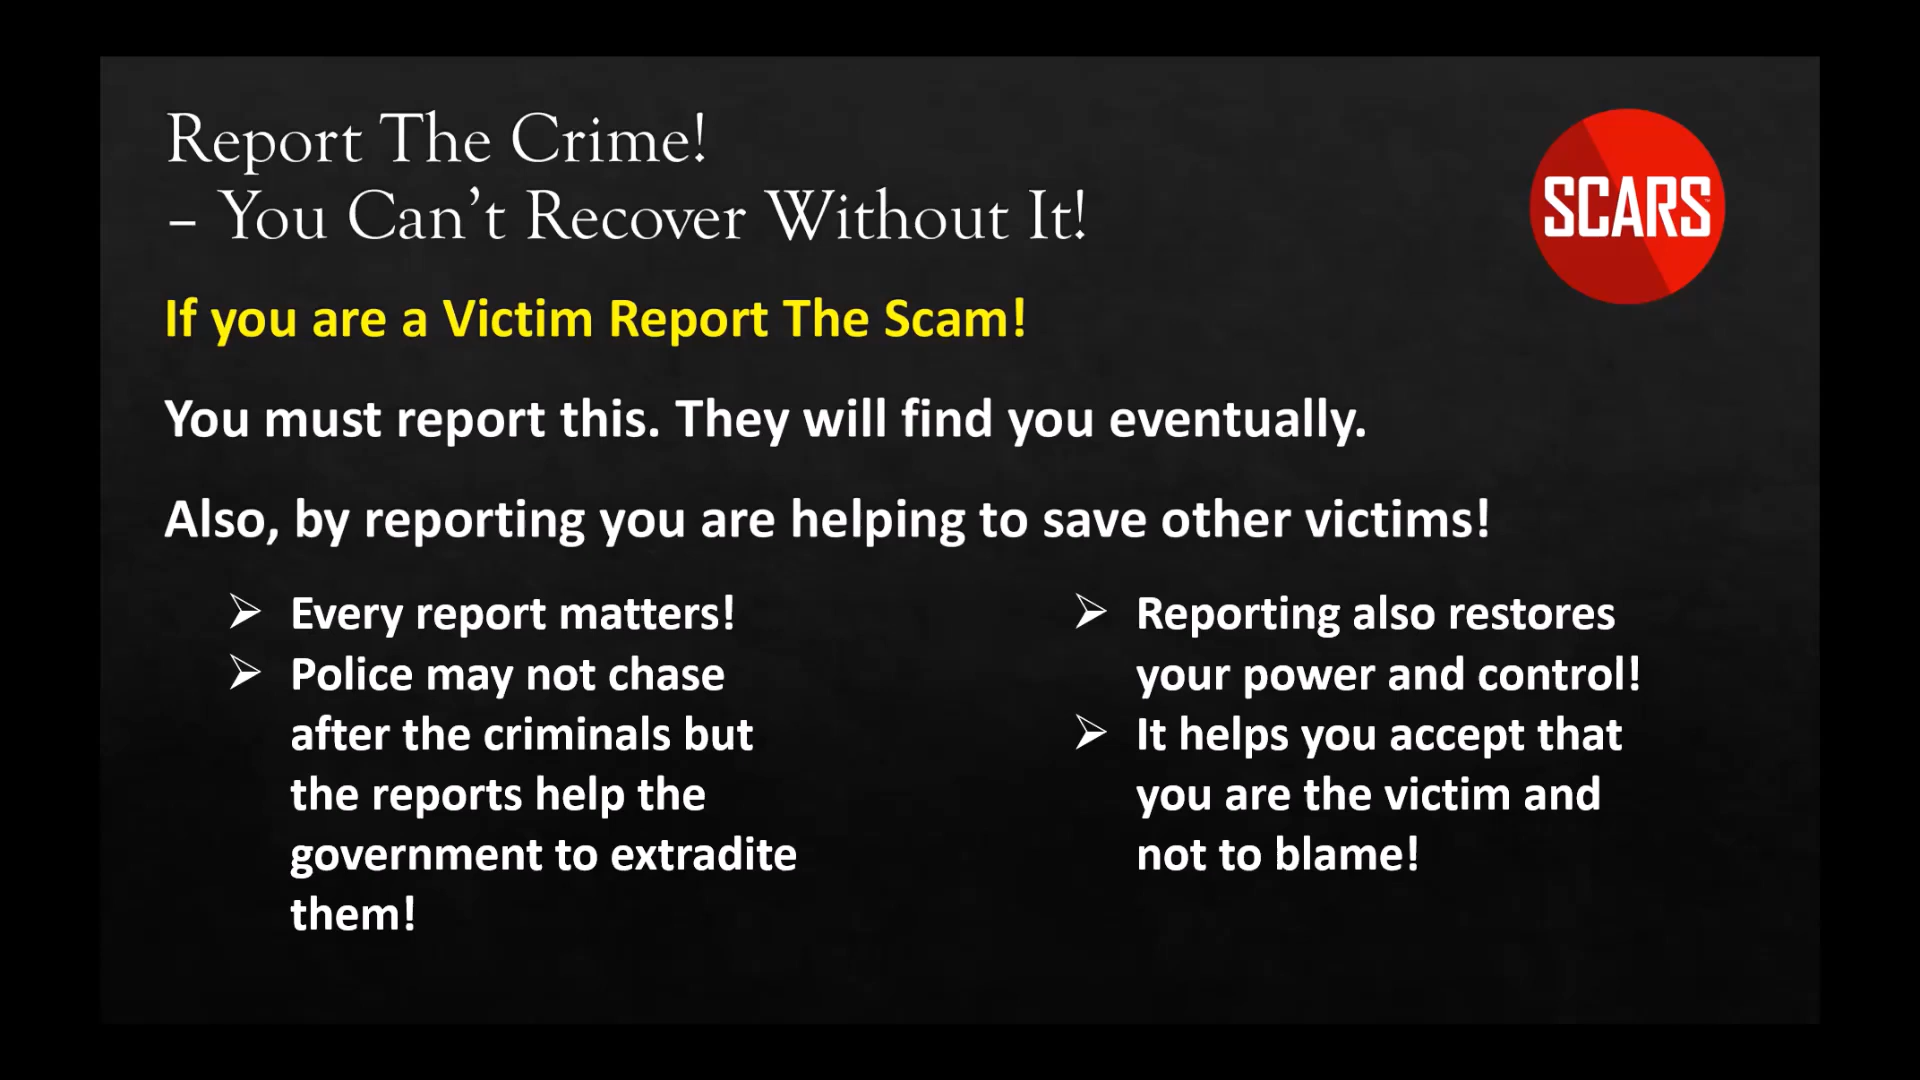 Report The Crime!
– You Can’t Recover Without It!
SCARS
If you are a Victim Report The Scam!
You must report this. They will find you eventually.
Also, by reporting you are helping to save other victims!
➢ Every report matters!
➢ Police may not chase
after the criminals but
the reports help the
government to extradite
them!
➢ Reporting also restores
your power and control!
➢ It helps you accept that
you are the victim and
not to blame!